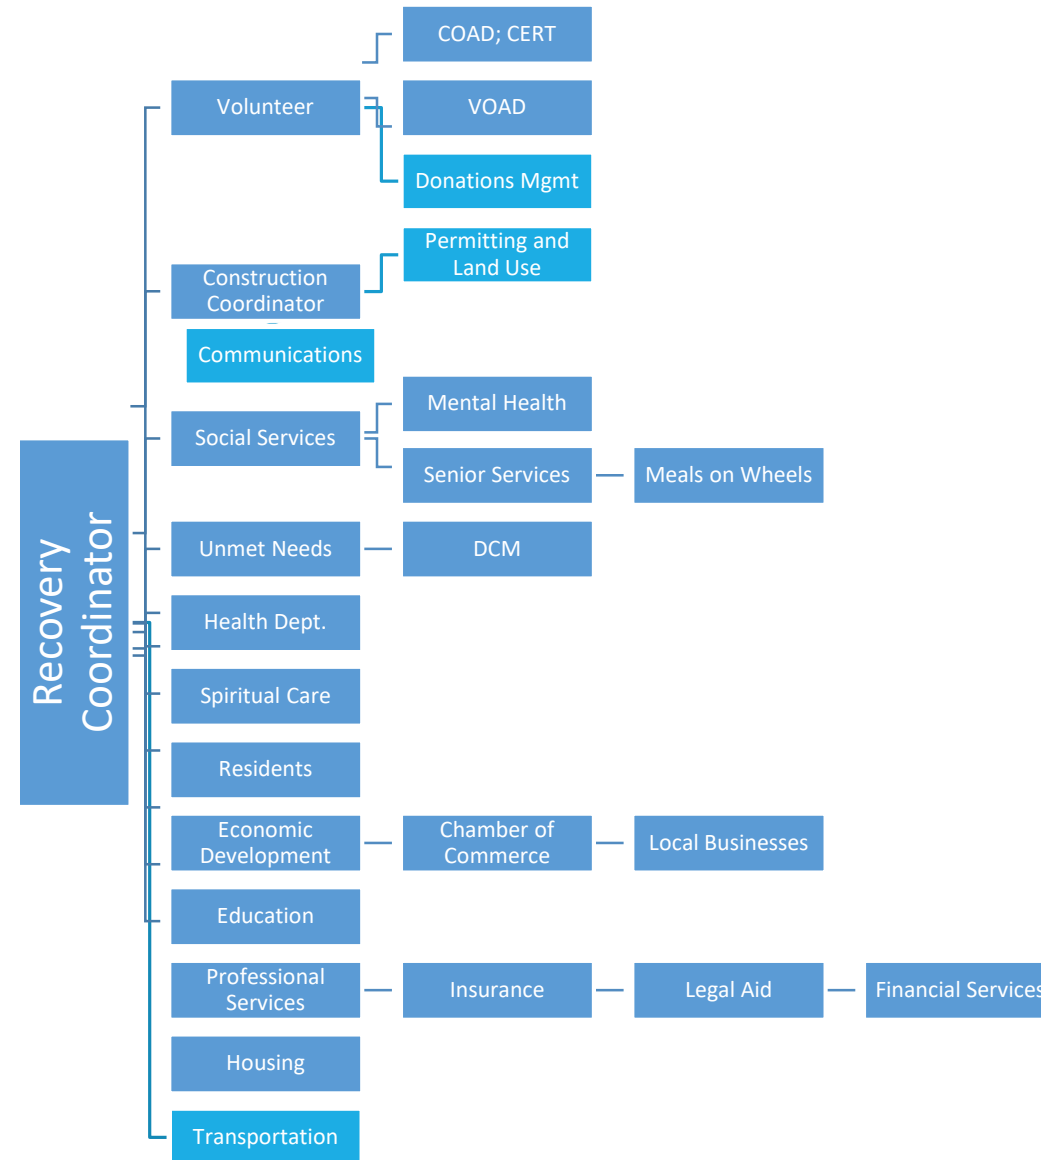 COAD; CERT
Volunteer
VOAD
Donations Mgmt
Permitting and
Land Use
Construction
Coordinator
Communications
Mental Health
Social Services
Senior Services
Meals on Wheels
Recovery
Coordinator
Unmet Needs
DCM
Health Dept.
Spiritual Care
Residents
Economic
Development
Chamber of
Commerce
Local Businesses
Education
Professional
Services
Insurance
Legal Aid
Financial Services
Housing
Transportation